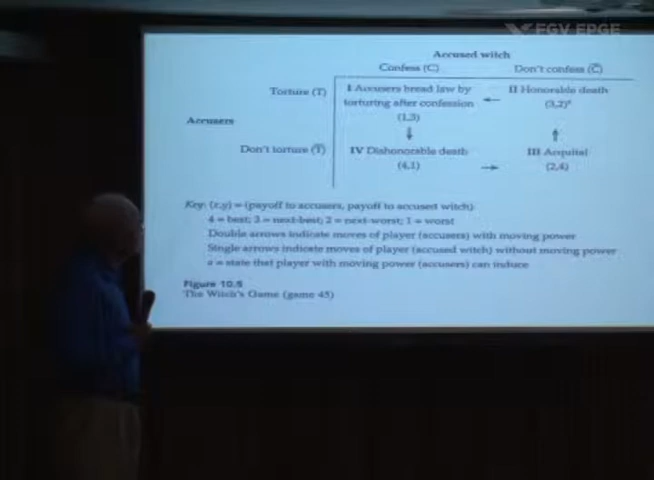 FGV EDGE
Accused witch
Confess (C) Don't confess (C̅)
Torture (T) I Accusers bread law by II Honorable death
torturing after confession (3,2)ª
(1,3)
Accusers
Don't torture (T̅) IV Dishonorable death III Acquital
(4,1) (2,4)
Key: (x,y) = (payoff to accusers, payoff to accused witch)
4 = best; 3 = next-best; 2 = next-worst; 1 = worst
Double arrows indicate moves of player (accusers) with moving power
Single arrows indicate moves of player (accused witch) without moving power
a = state that player with moving power (accusers) can induce
Figure 10.5
The Witch's Game (game 45)